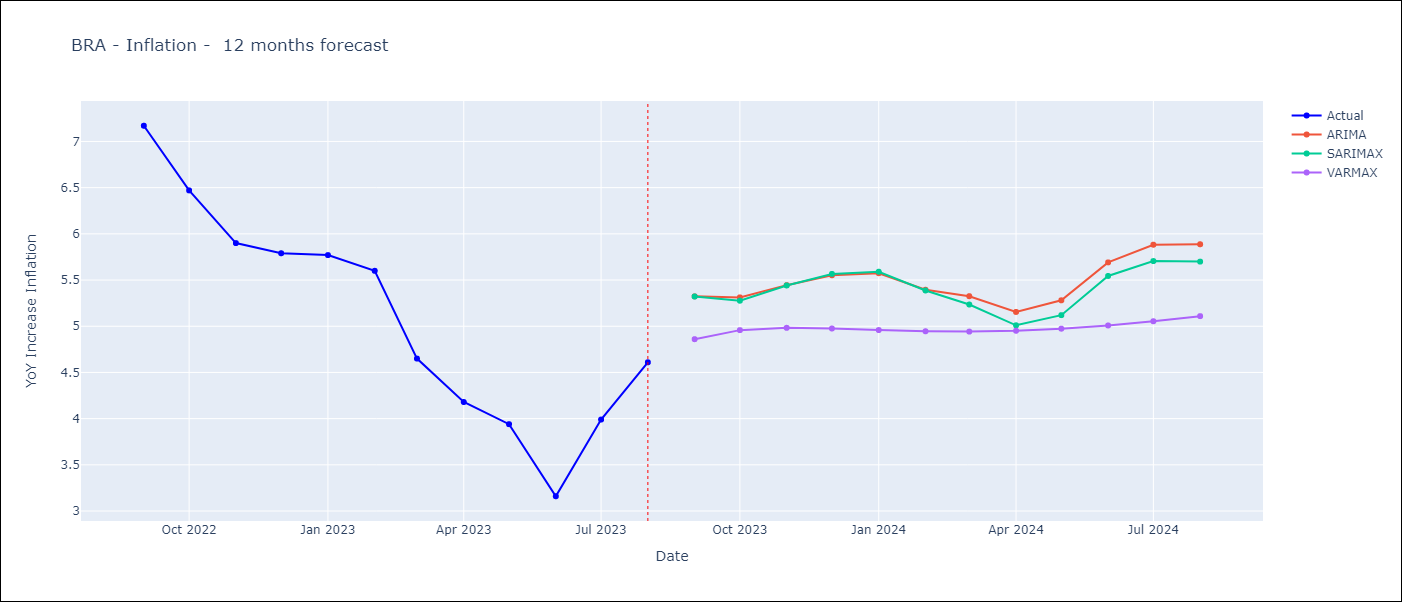 BRA - Inflation -  12 months forecast
Actual
ARIMA
SARIMAX
VARMAX
YoY Increase Inflation
7
6.5
6
5.5
5
4.5
4
3.5
3
Oct 2022
Jan 2023
Apr 2023
Jul 2023
Oct 2023
Jan 2024
Apr 2024
Jul 2024
Date